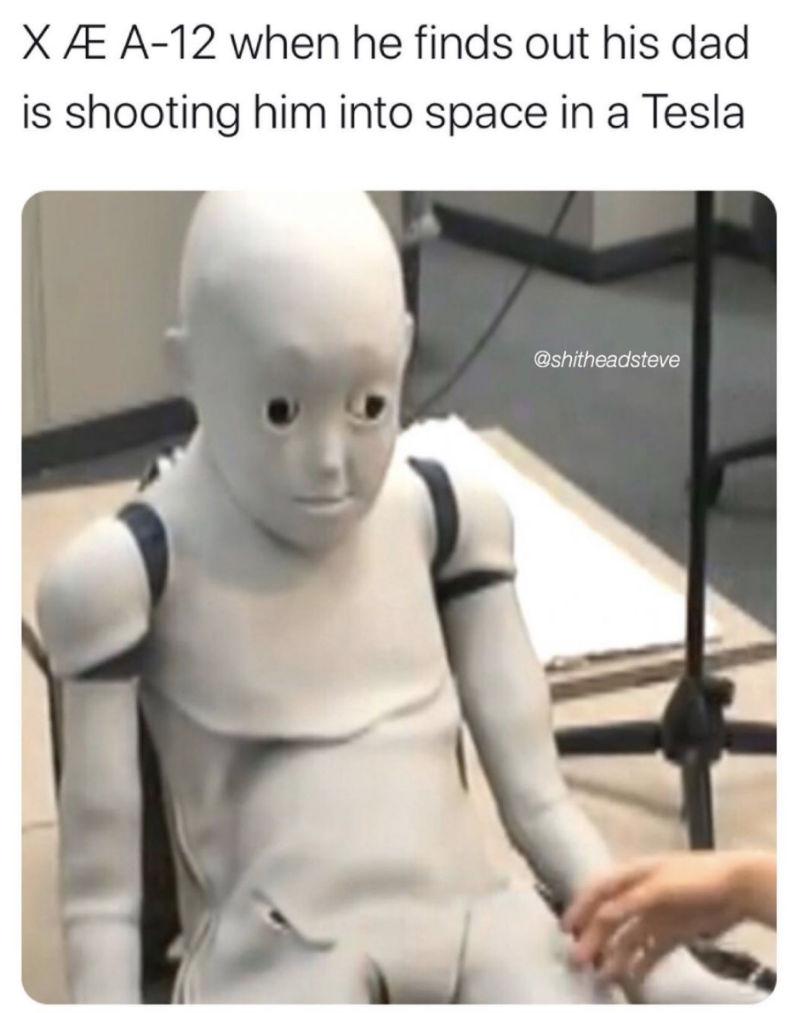 X Æ A-12 when he finds out his dad
is shooting him into space in a Tesla
@shitheadsteve